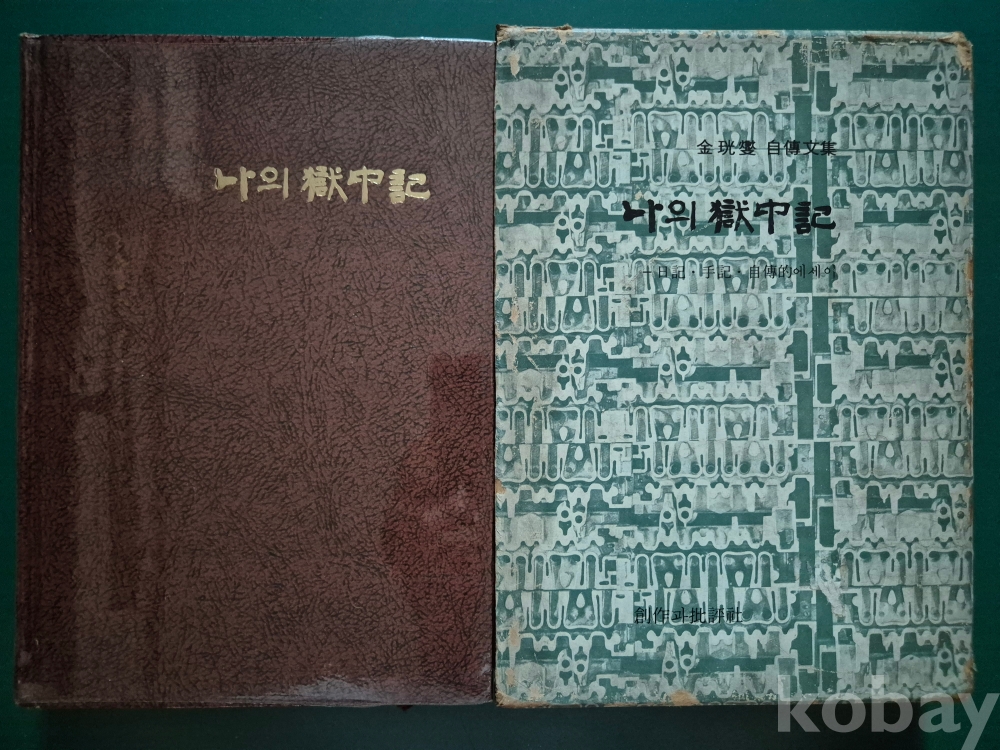 나의 獄中記
金珖燮 自傳文集
나의 獄中記
―日記·手記·自傳的에세이
創作과批評社
kobay